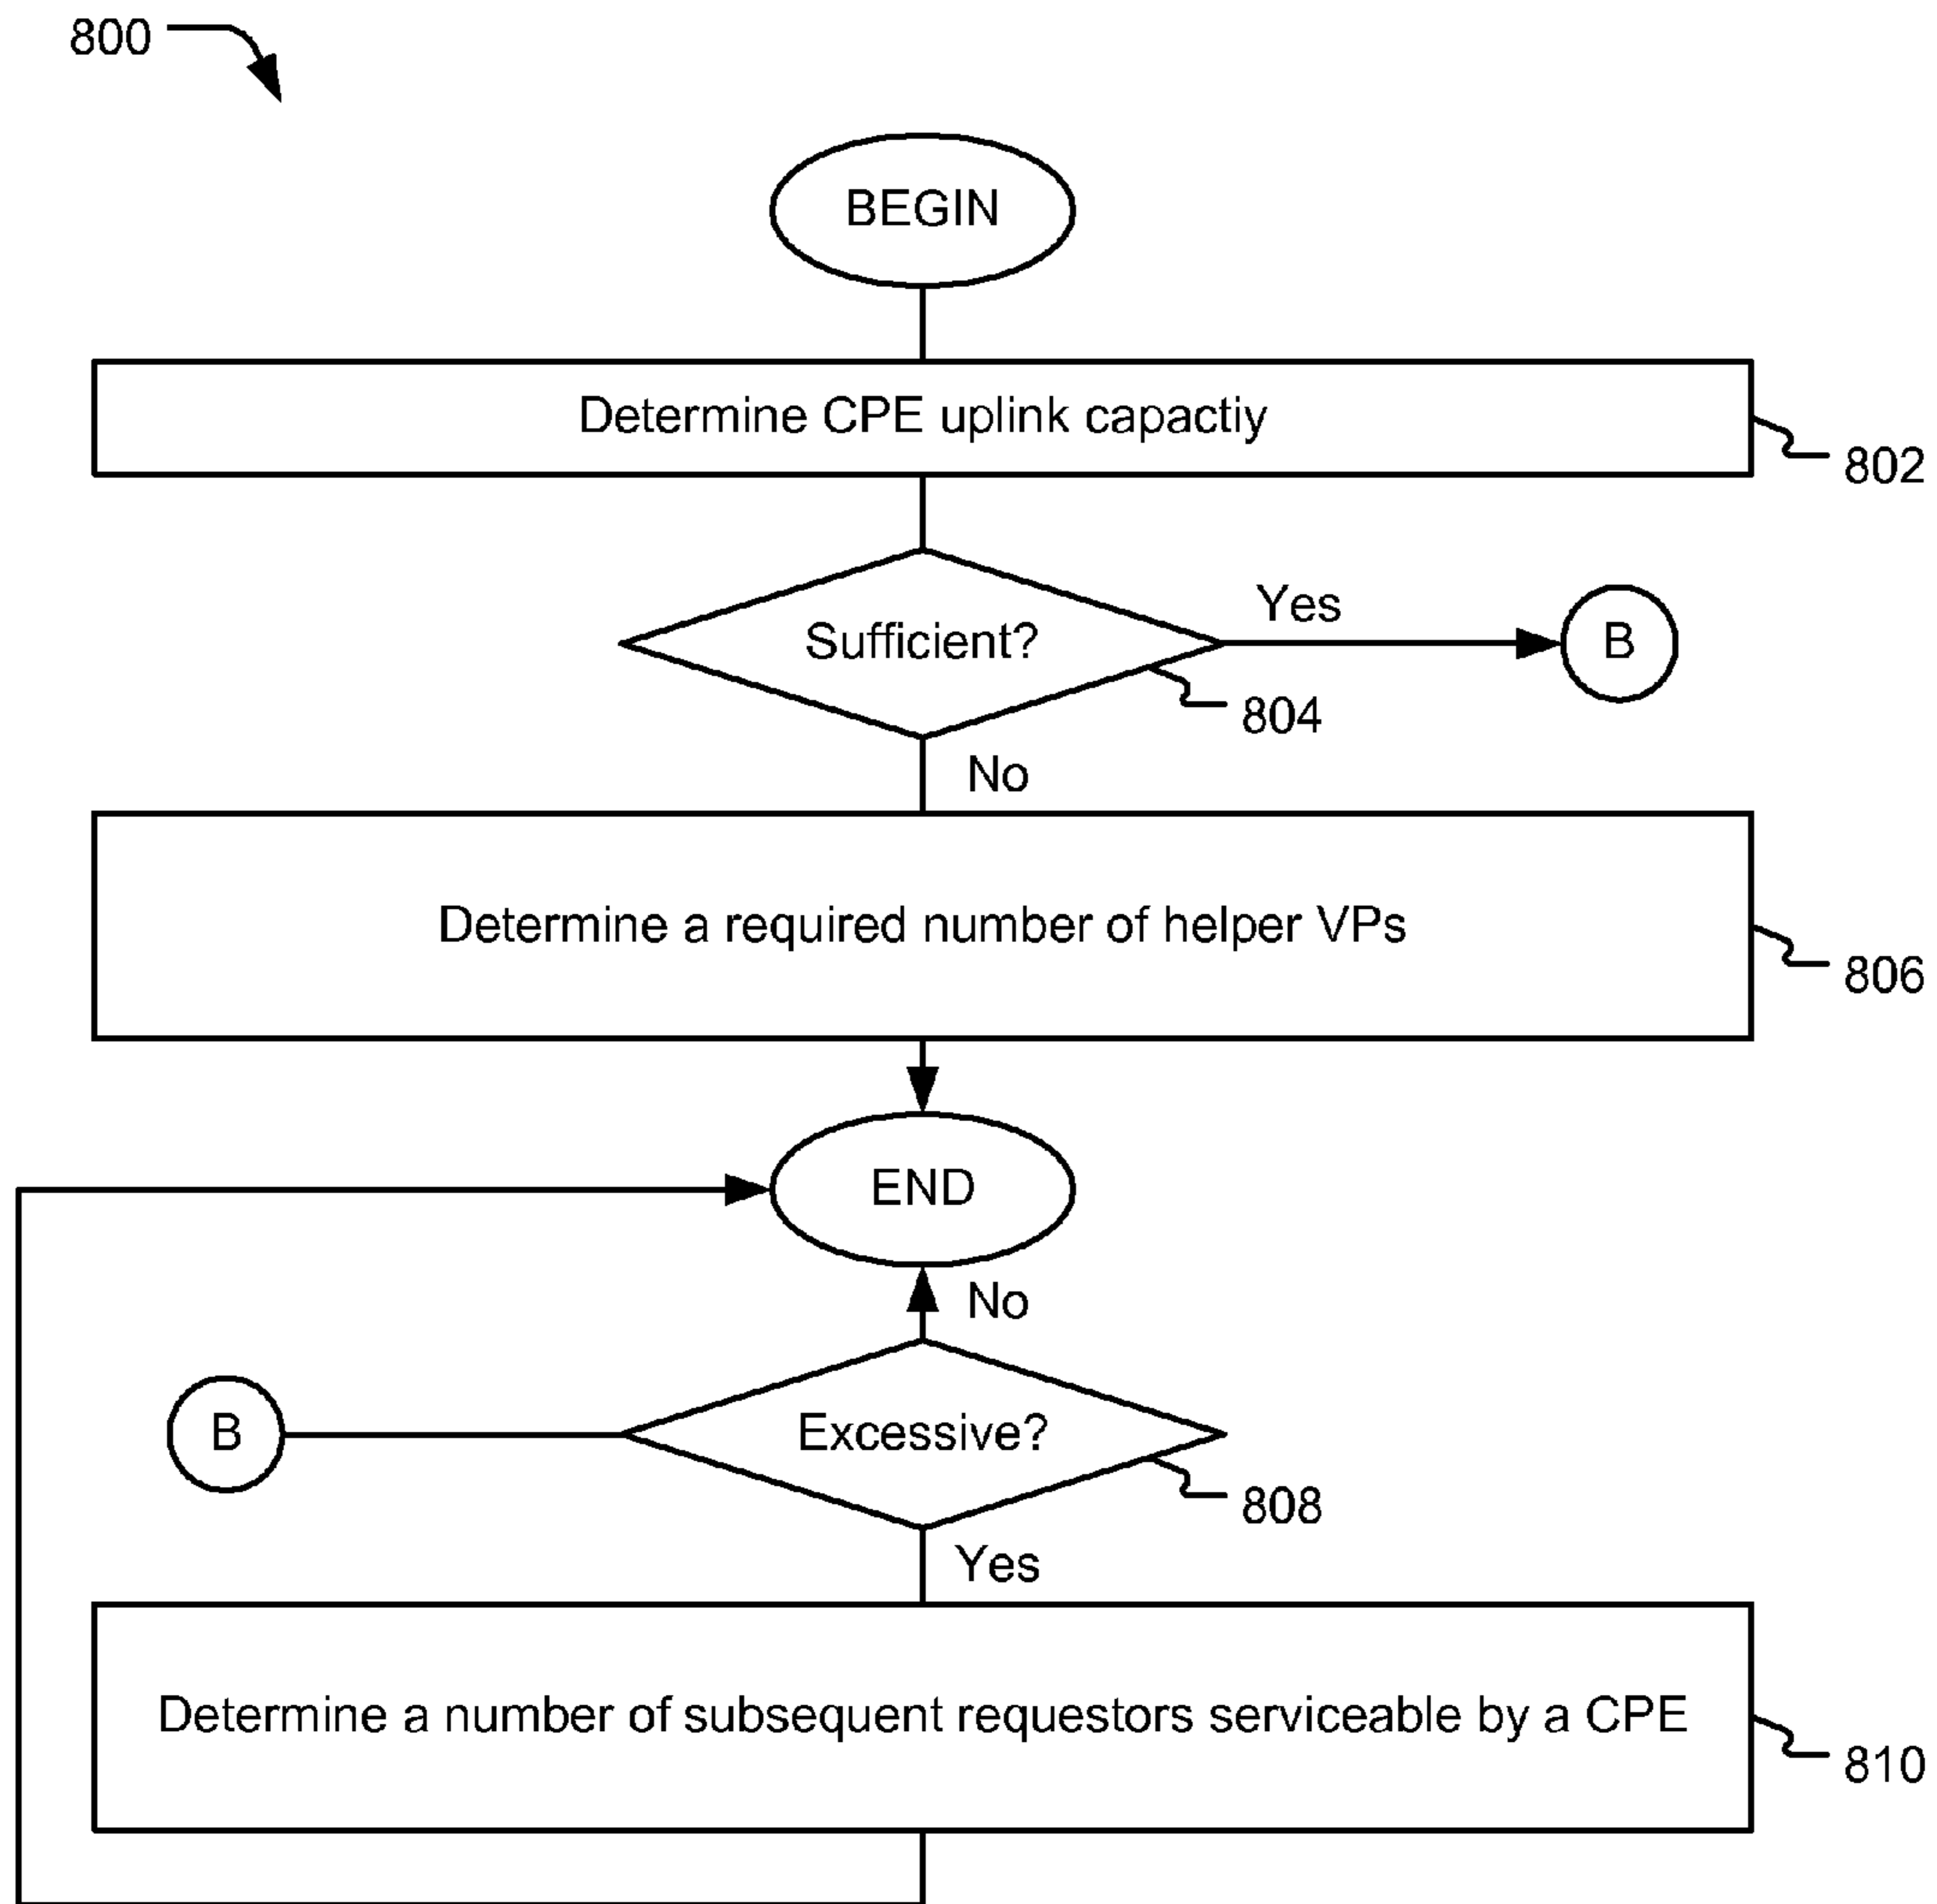 800
BEGIN
Determine CPE uplink capactiy
802
Sufficient?
Yes
B
804
No
Determine a required number of helper VPs
806
END
No
B
Excessive?
808
Yes
Determine a number of subsequent requestors serviceable by a CPE
810